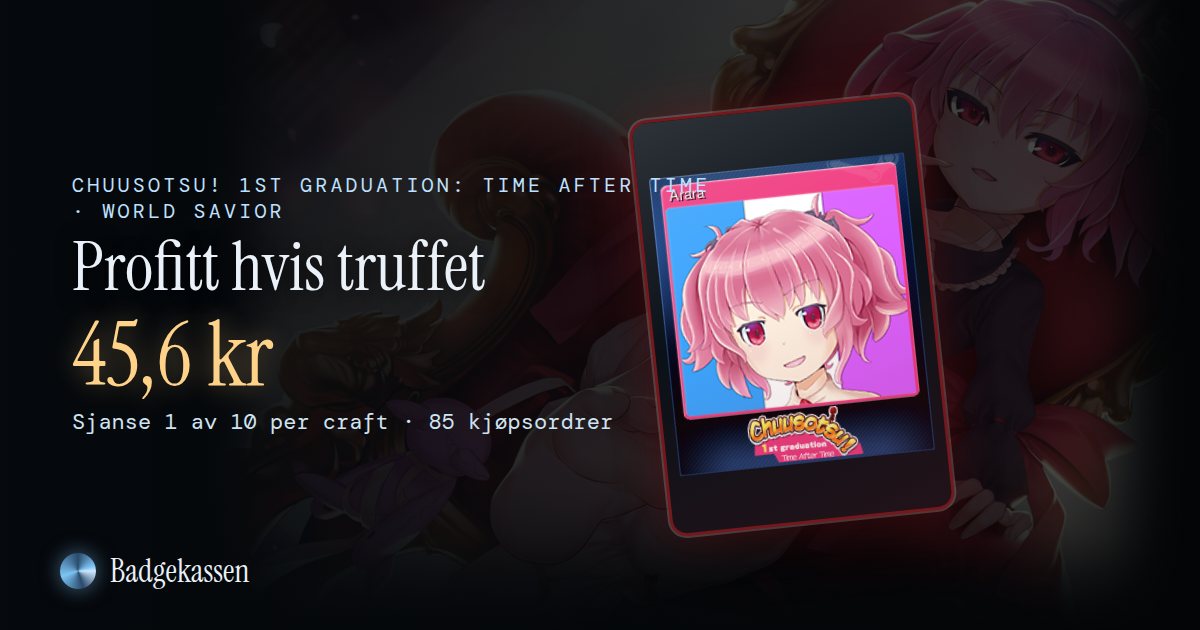 CHUUSOTSU! 1ST GRADUATION: TIME AFTER TIME
· WORLD SAVIOR
Profitt hvis truffet
45,6 kr
Sjanse 1 av 10 per craft · 85 kjøpsordrer
Arara
Chuusotsu!
1st graduation
Time After Time
Badgekassen